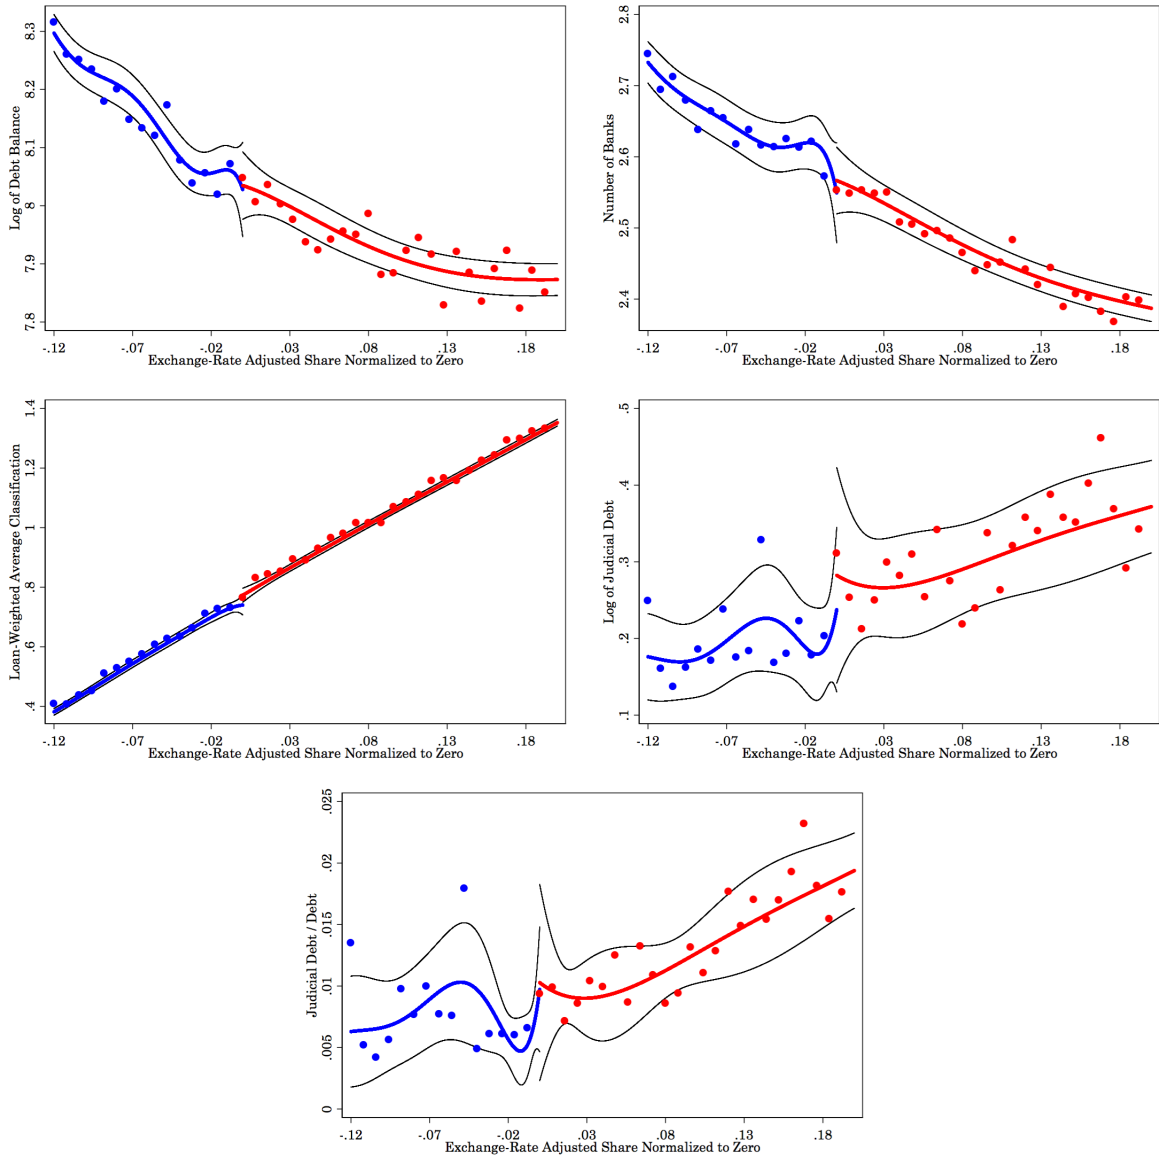 Log of Debt Balance
8.3
8.2
8.1
8
7.9
7.8
-.12 -.07 -.02 .03 .08 .13 .18
Exchange-Rate Adjusted Share Normalized to Zero
Number of Banks
2.8
2.7
2.6
2.5
2.4
-.12 -.07 -.02 .03 .08 .13 .18
Exchange-Rate Adjusted Share Normalized to Zero
Loan-Weighted Average Classification
1.4
1.2
1
.8
.6
.4
-.12 -.07 -.02 .03 .08 .13 .18
Exchange-Rate Adjusted Share Normalized to Zero
Log of Judicial Debt
.5
.4
.3
.2
.1
-.12 -.07 -.02 .03 .08 .13 .18
Exchange-Rate Adjusted Share Normalized to Zero
Judicial Debt / Debt
.025
.02
.015
.01
.005
0
-.12 -.07 -.02 .03 .08 .13 .18
Exchange-Rate Adjusted Share Normalized to Zero